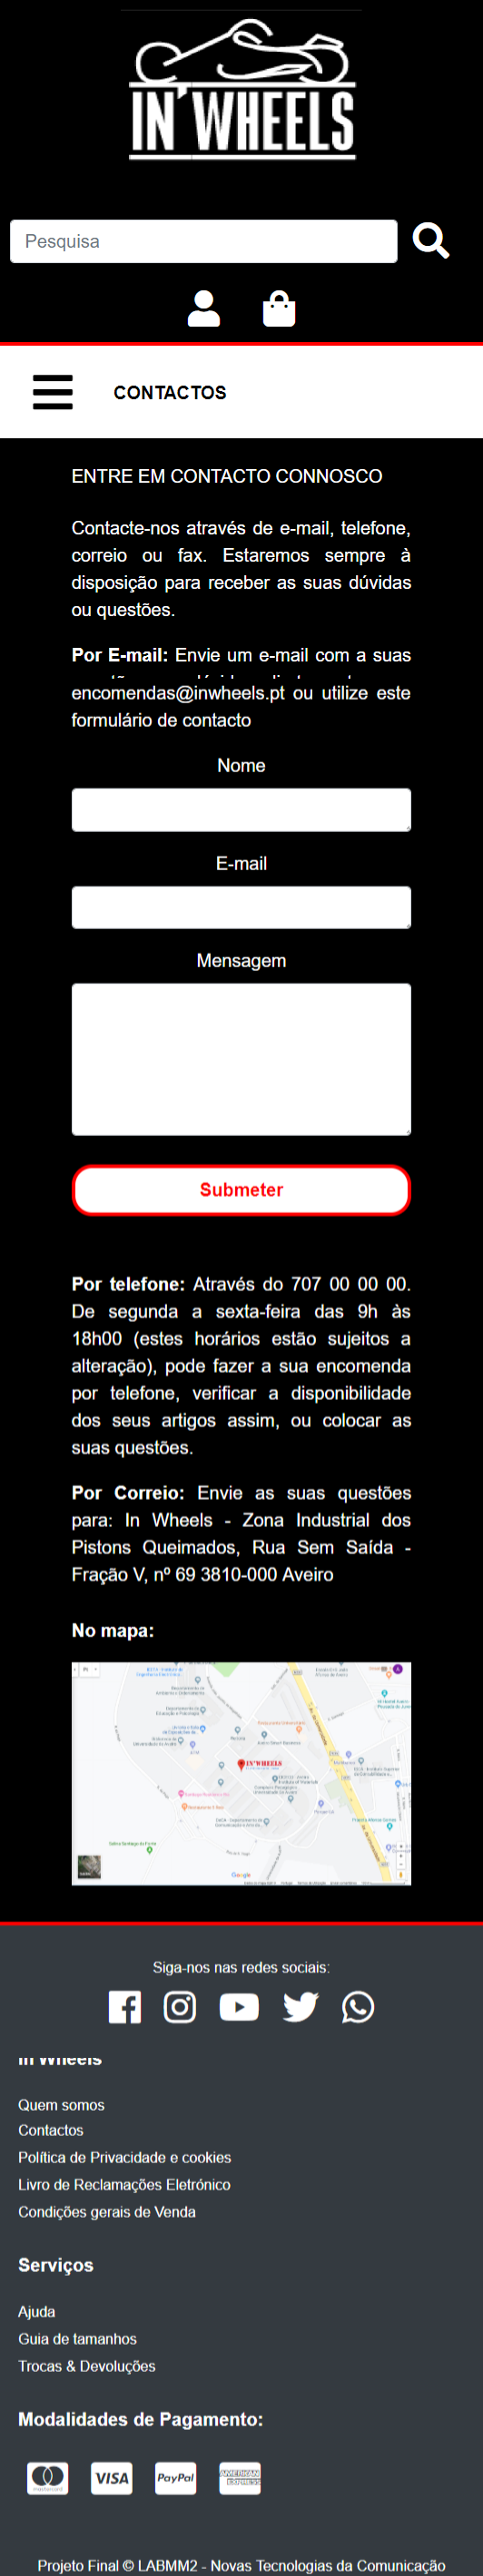 IN'WHEELS
Pesquisa
CONTACTOS
ENTRE EM CONTACTO CONNOSCO
Contacte-nos através de e-mail, telefone,
correio ou fax. Estaremos sempre à
disposição para receber as suas dúvidas
ou questões.
Por E-mail: Envie um e-mail com a suas
encomendas@inwheels.pt ou utilize este
formulário de contacto
Nome
E-mail
Mensagem
Submeter
Por telefone: Através do 707 00 00 00.
De segunda a sexta-feira das 9h às
18h00 (estes horários estão sujeitos a
alteração), pode fazer a sua encomenda
por telefone, verificar a disponibilidade
dos seus artigos assim, ou colocar as
suas questões.
Por Correio: Envie as suas questões
para: In Wheels - Zona Industrial dos
Pistons Queimados, Rua Sem Saída -
Fração V, nº 69 3810-000 Aveiro
No mapa:
IN'WHEELS
Google
Siga-nos nas redes sociais:
In Wheels
Quem somos
Contactos
Política de Privacidade e cookies
Livro de Reclamações Eletrónico
Condições gerais de Venda
Serviços
Ajuda
Guia de tamanhos
Trocas & Devoluções
Modalidades de Pagamento:
mastercard
VISA
PayPal
AMERICAN EXPRESS
Projeto Final © LABMM2 - Novas Tecnologias da Comunicação